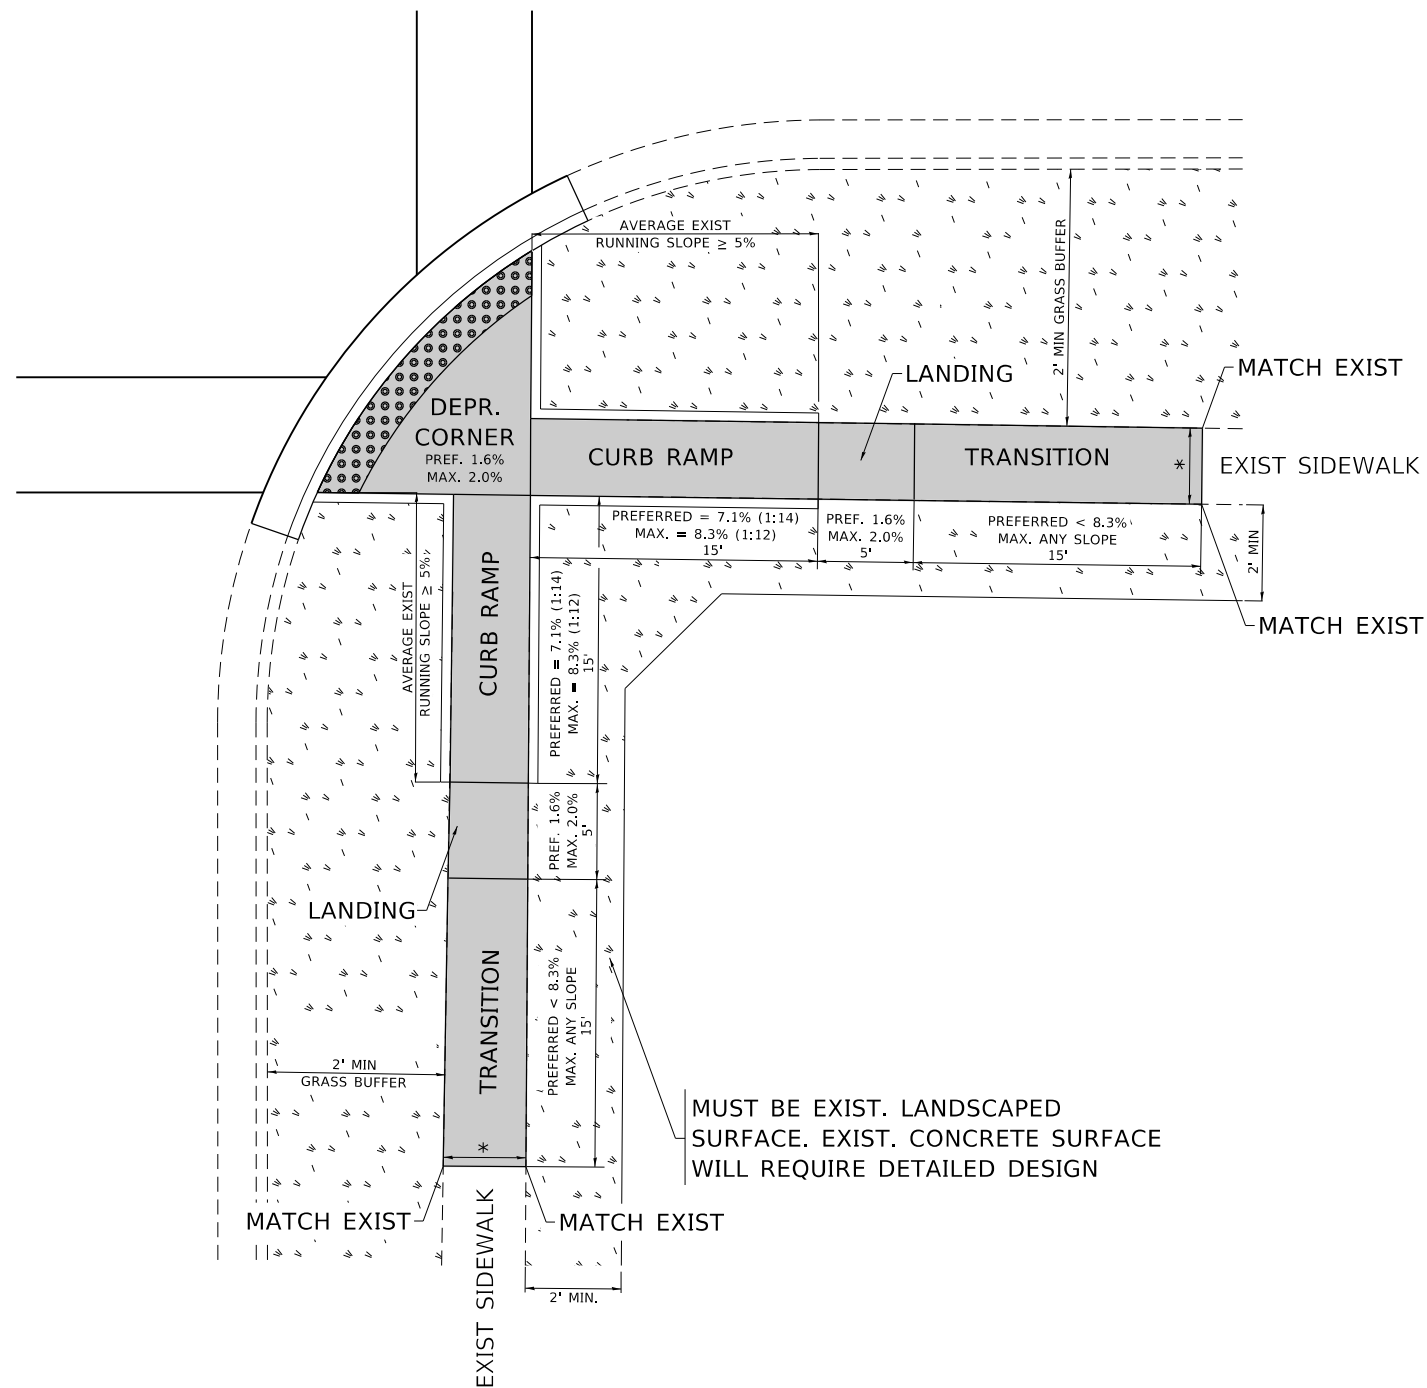 AVERAGE EXIST
RUNNING SLOPE ≥ 5%
2' MIN GRASS BUFFER
LANDING
MATCH EXIST
DEPR.
CORNER
PREF. 1.6%
MAX. 2.0%
CURB RAMP
TRANSITION
*
EXIST SIDEWALK
PREFERRED = 7.1% (1:14)
MAX. = 8.3% (1:12)
15'
PREF. 1.6%
MAX. 2.0%
5'
PREFERRED < 8.3%
MAX. ANY SLOPE
15'
2' MIN
MATCH EXIST
AVERAGE EXIST
RUNNING SLOPE ≥ 5%
CURB RAMP
PREFERRED = 7.1% (1:14)
MAX. = 8.3% (1:12)
15'
PREF. 1.6%
MAX. 2.0%
5'
LANDING
TRANSITION
PREFERRED < 8.3%
MAX. ANY SLOPE
15'
2' MIN
GRASS BUFFER
MUST BE EXIST. LANDSCAPED
SURFACE. EXIST. CONCRETE SURFACE
WILL REQUIRE DETAILED DESIGN
*
MATCH EXIST
MATCH EXIST
EXIST SIDEWALK
2' MIN.